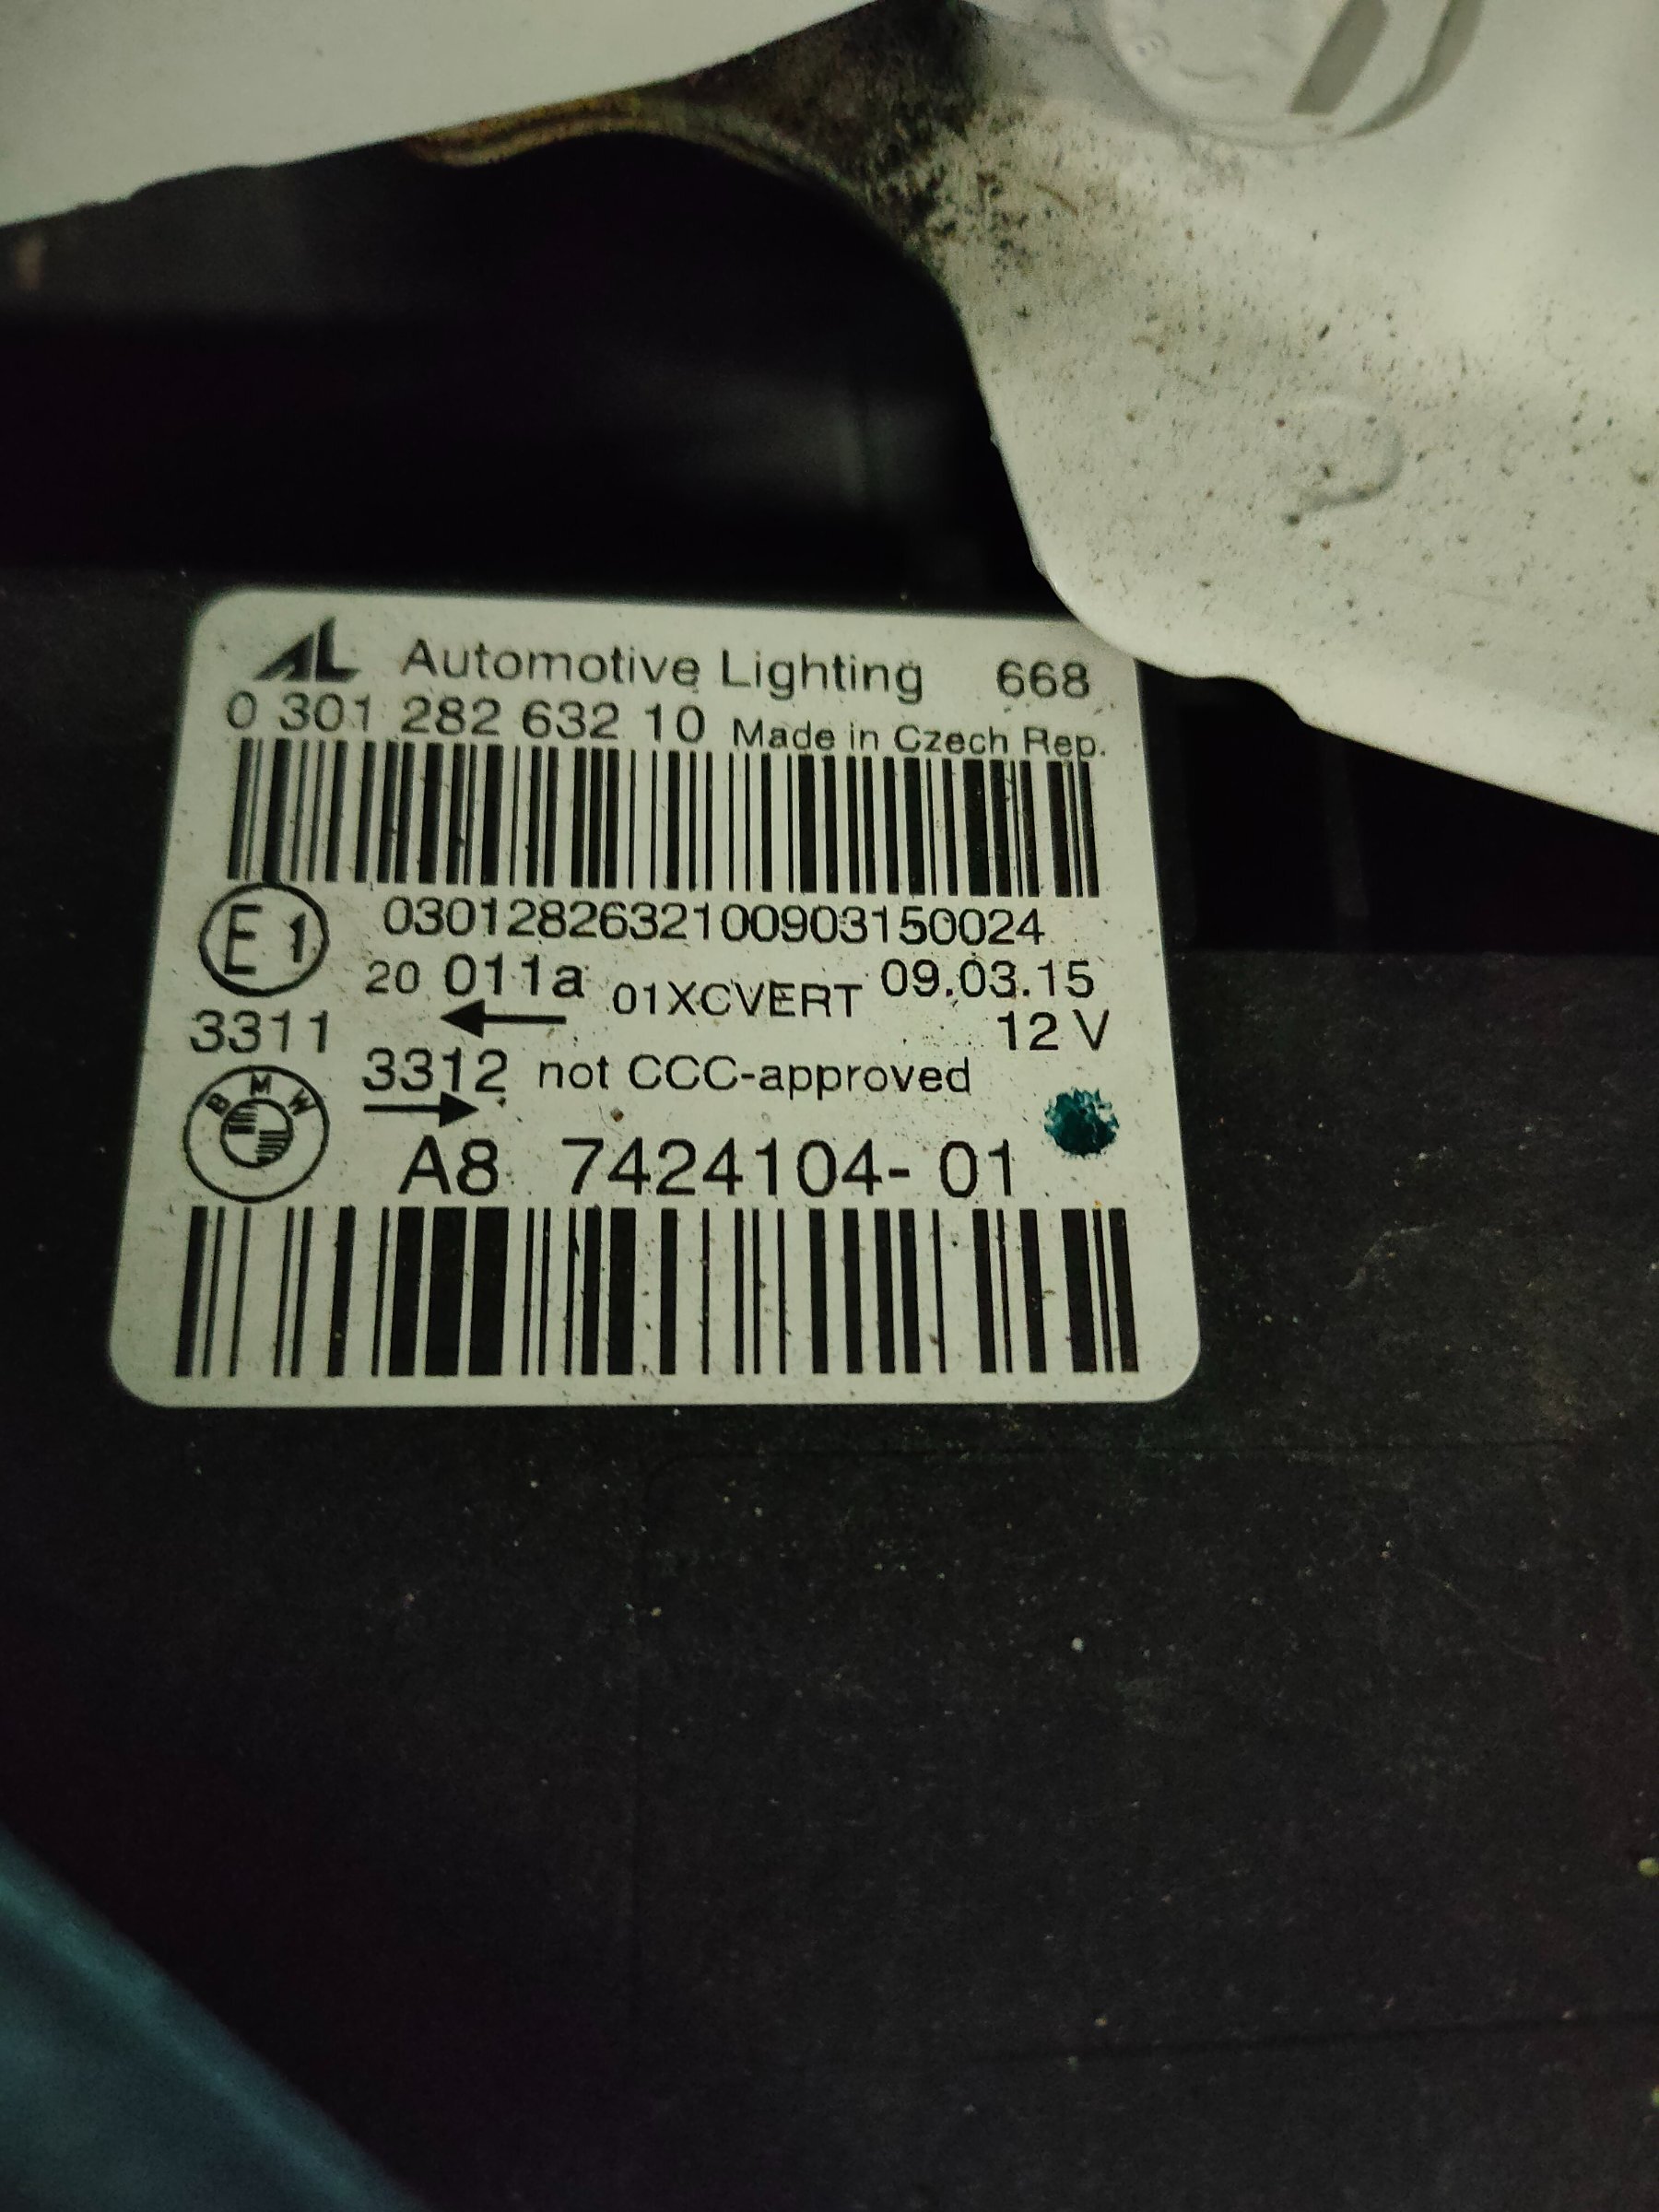 AL Automotive Lighting 668
0 301 282 632 10 Made in Czech Rep.
E1 0301282632100903150024
20 011a 01XCVERT 09.03.15
3311 12 V
3312 not CCC-approved
BMW
A8 7424104-01